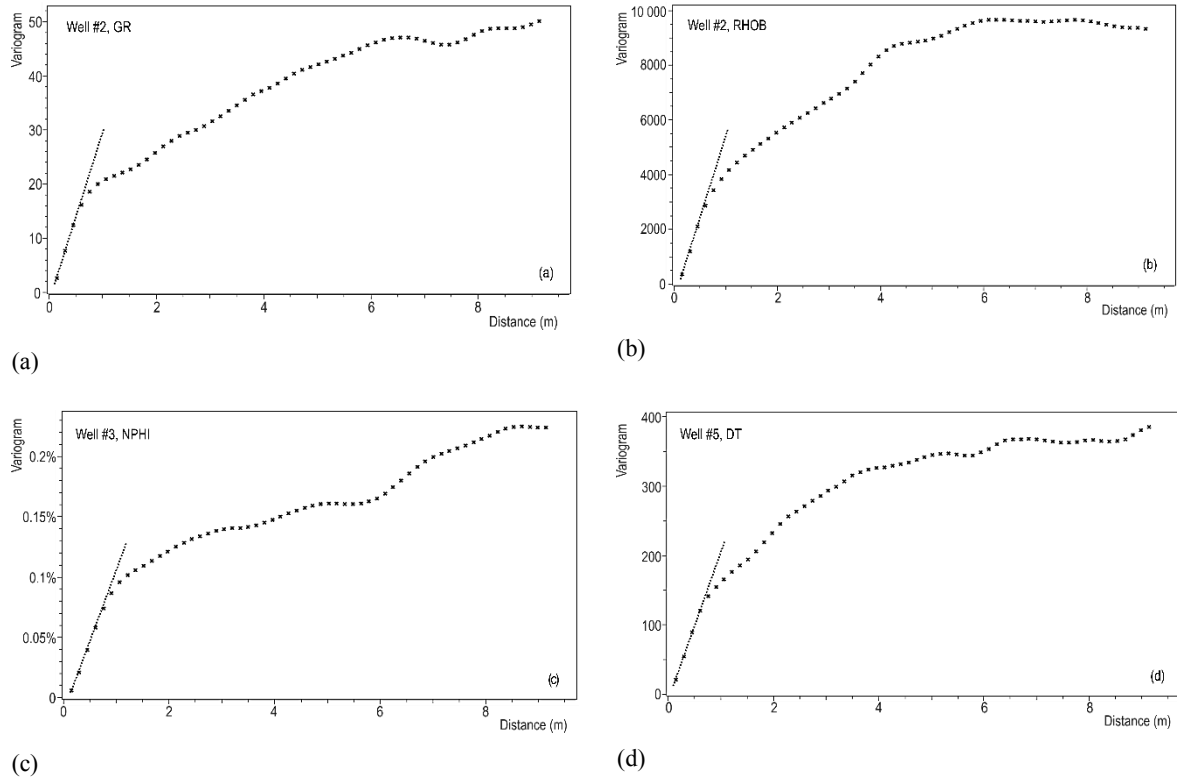 Variogram
50
40
30
20
10
0
Well #2, GR
(a)
0 2 4 6 8
Distance (m)
(a)
Variogram
10 000
8000
6000
4000
2000
0
Well #2, RHOB
(b)
0 2 4 6 8
Distance (m)
(b)
Variogram
0.2%
0.15%
0.1%
0.05%
0
Well #3, NPHI
(c)
0 2 4 6 8
Distance (m)
(c)
Variogram
400
300
200
100
0
Well #5, DT
(d)
0 2 4 6 8
Distance (m)
(d)